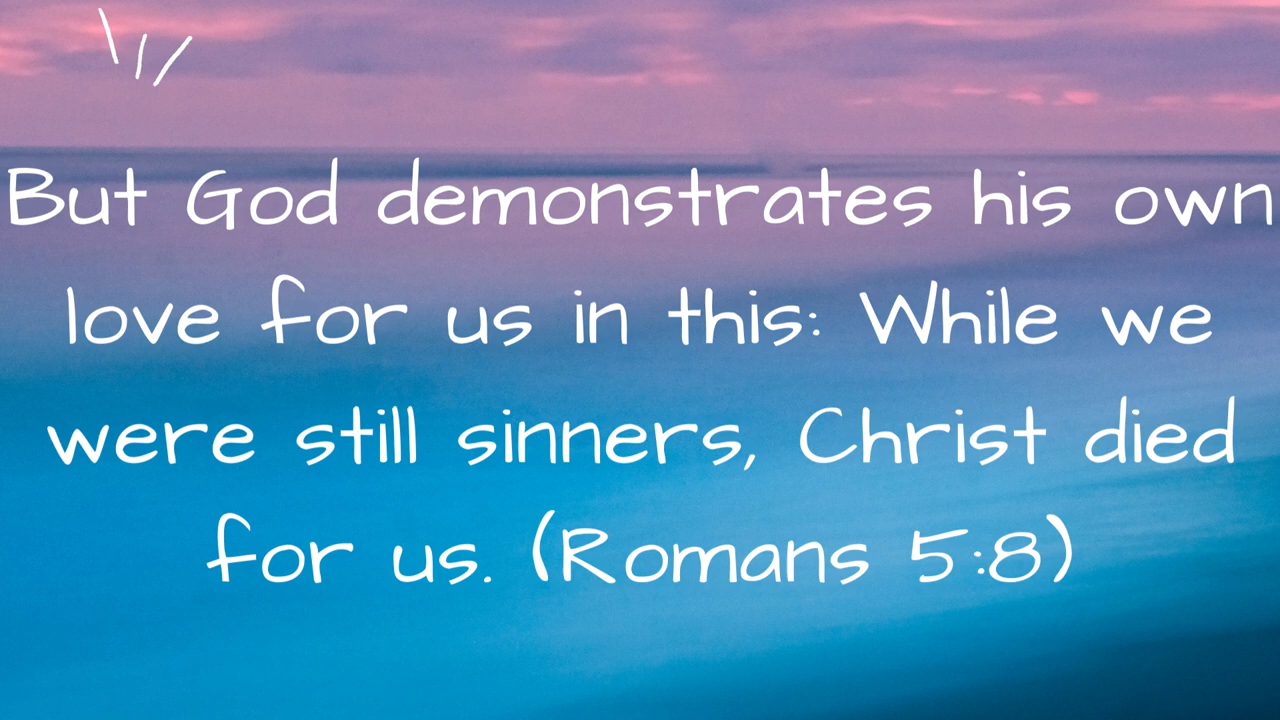 But God demonstrates his own
love for us in this: While we
were still sinners, Christ died
for us. (Romans 5:8)